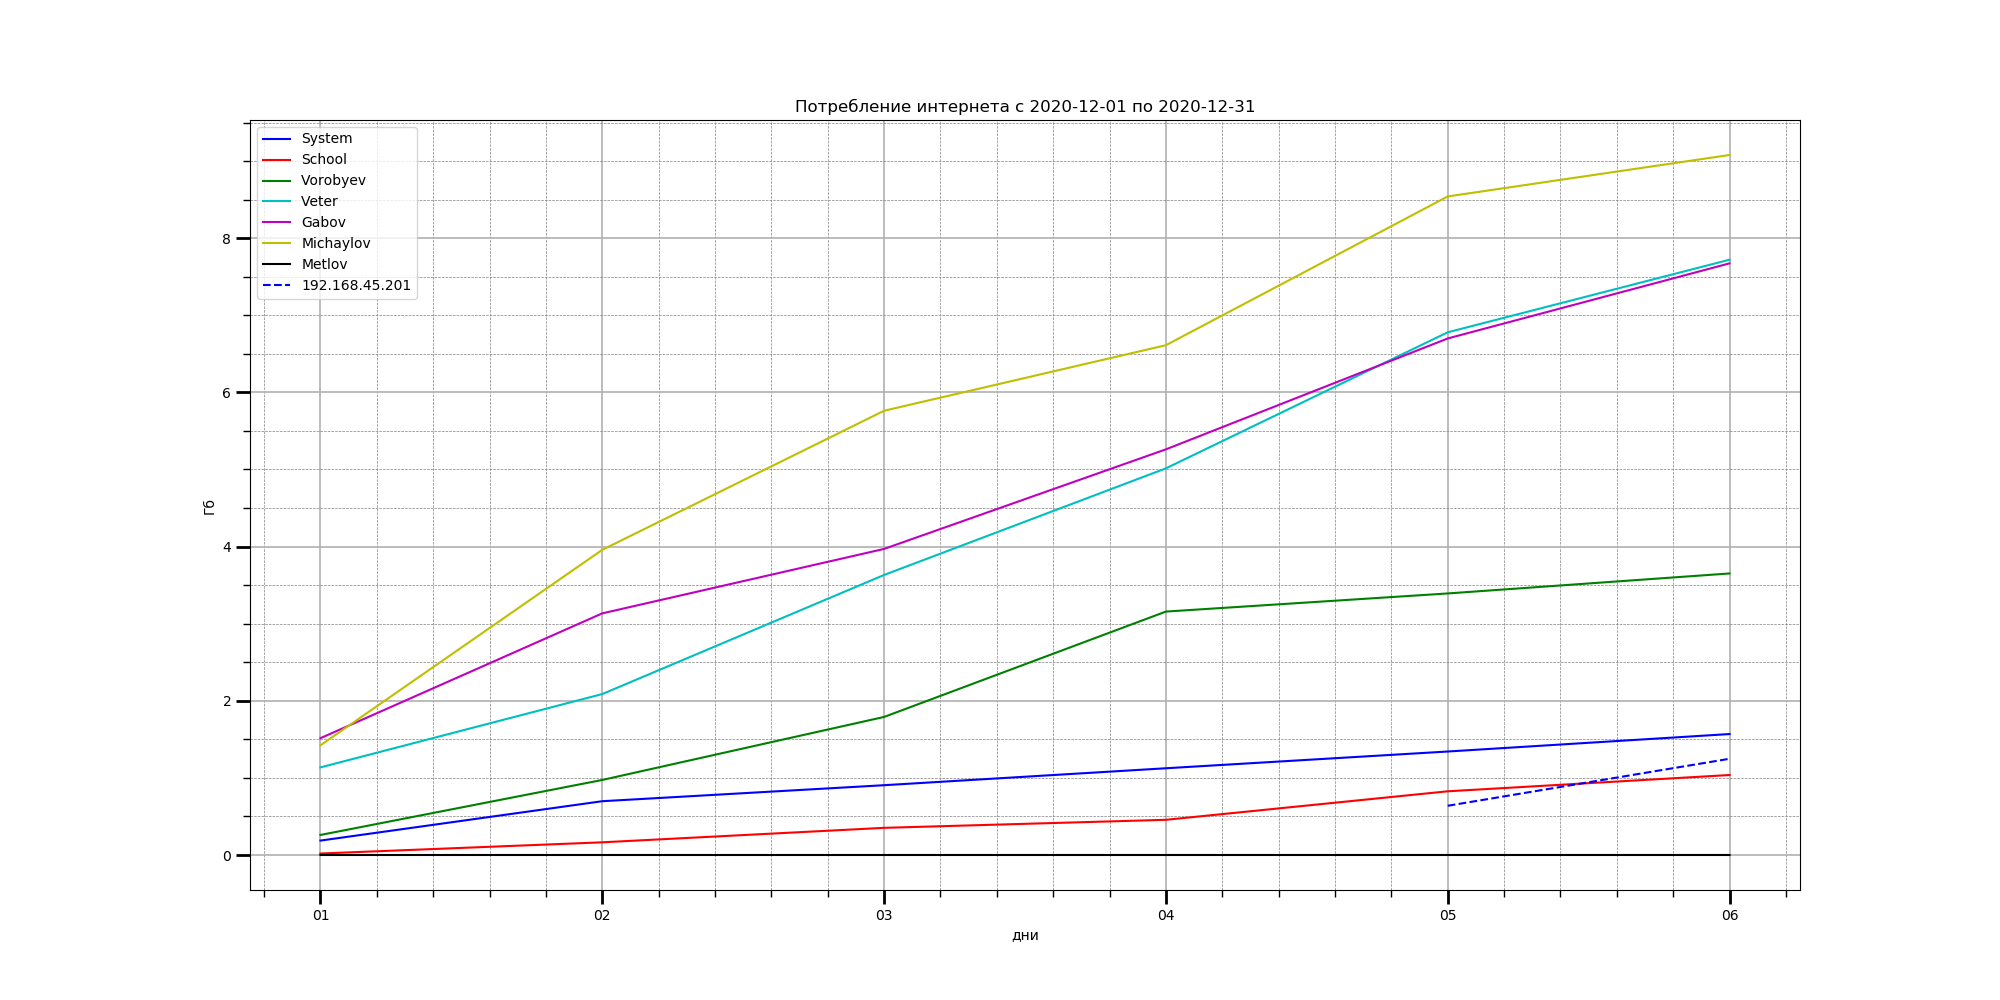 Потребление интернета с 2020-12-01 по 2020-12-31
System
School
Vorobyev
Veter
Gabov
Michaylov
Metlov
192.168.45.201
8
6
4
2
0
Гб
01 02 03 04 05 06
дни